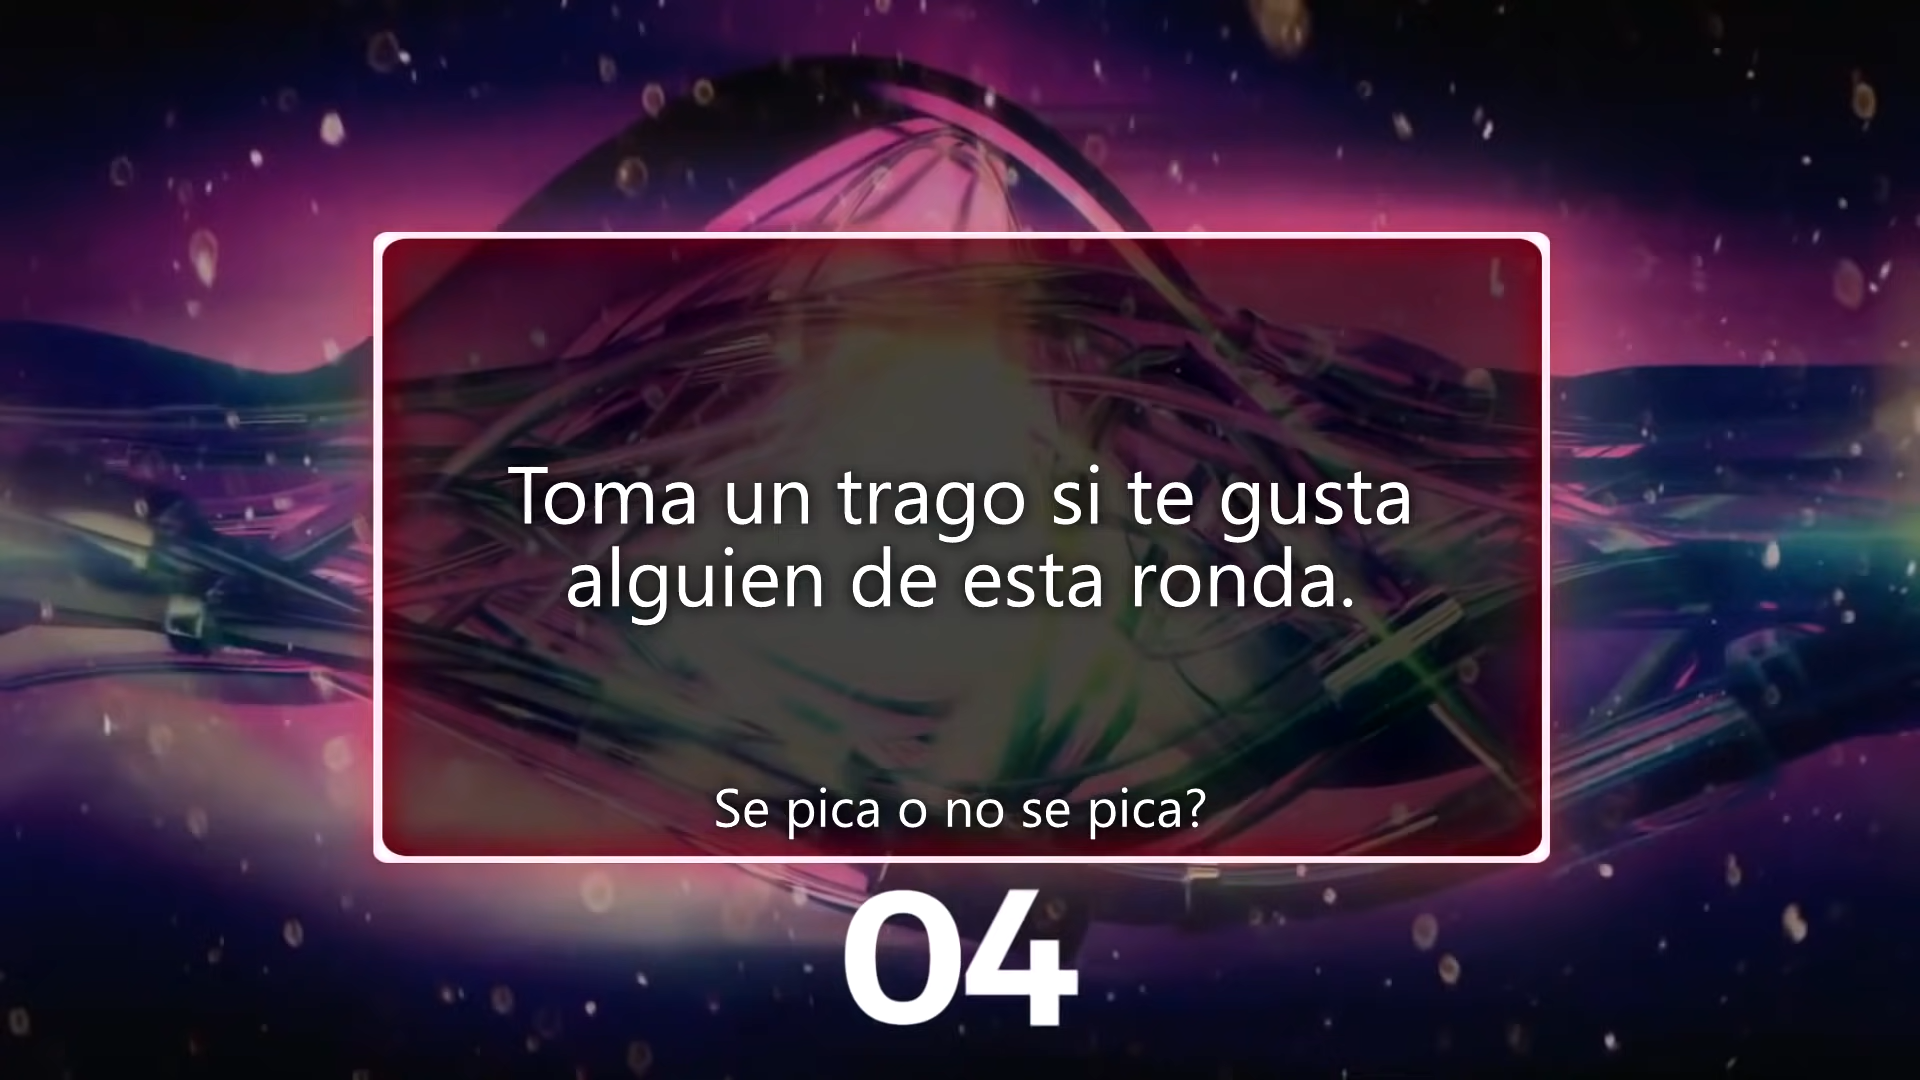 Toma un trago si te gusta
alguien de esta ronda.
Se pica o no se pica?
04